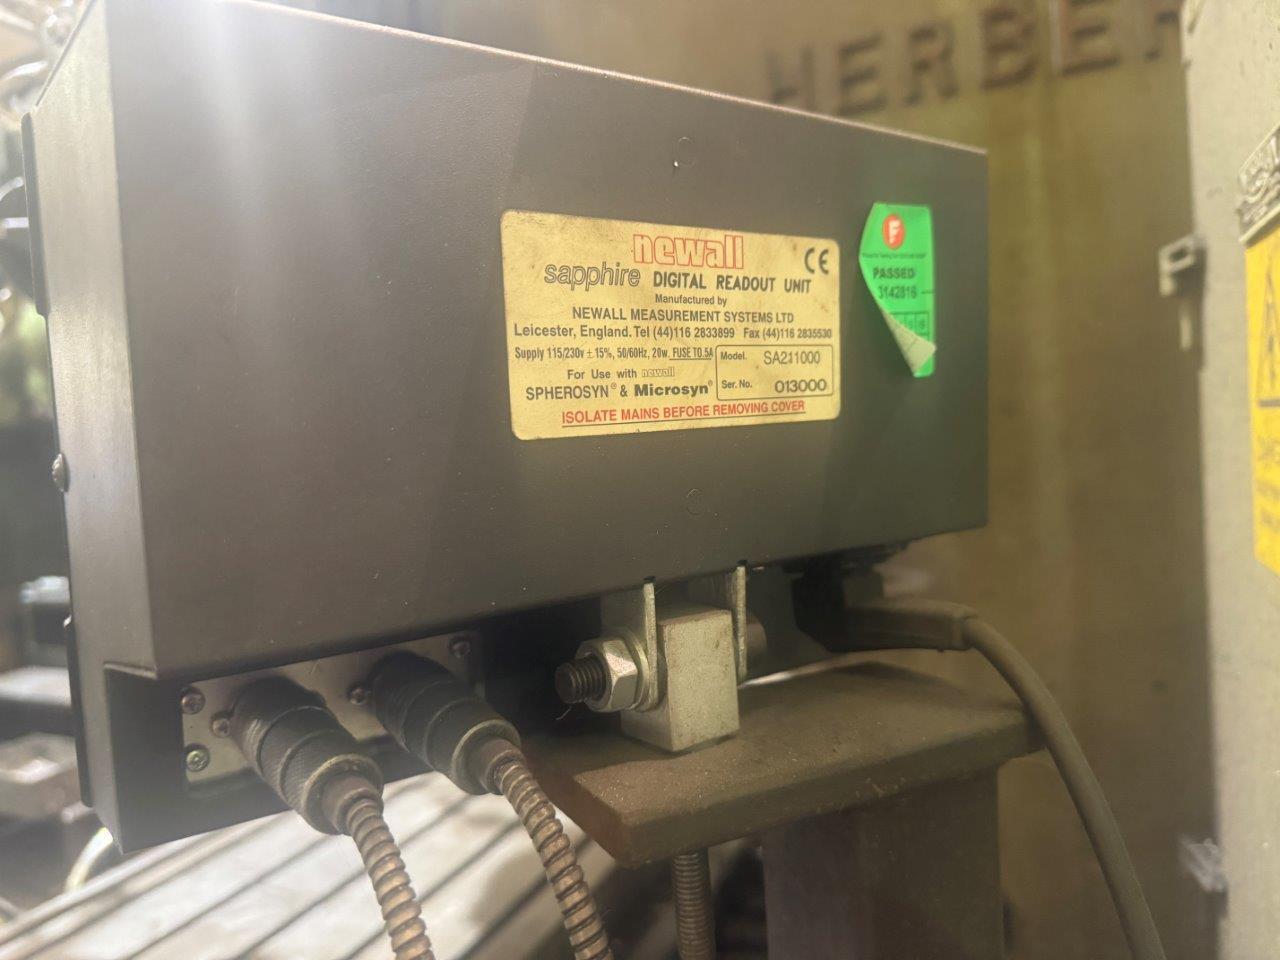 HERBER
newall
sapphire DIGITAL READOUT UNIT
CE
Manufactured by
NEWALL MEASUREMENT SYSTEMS LTD
Leicester, England. Tel (44)116 2833899 Fax (44)116 2835530
Supply 115/230v ± 15%, 50/60Hz, 20w. FUSE TO.5A
Model. SA211000
For Use with newall
SPHEROSYN® & Microsyn®
Ser. No. 013000
ISOLATE MAINS BEFORE REMOVING COVER
PASSED
3142816